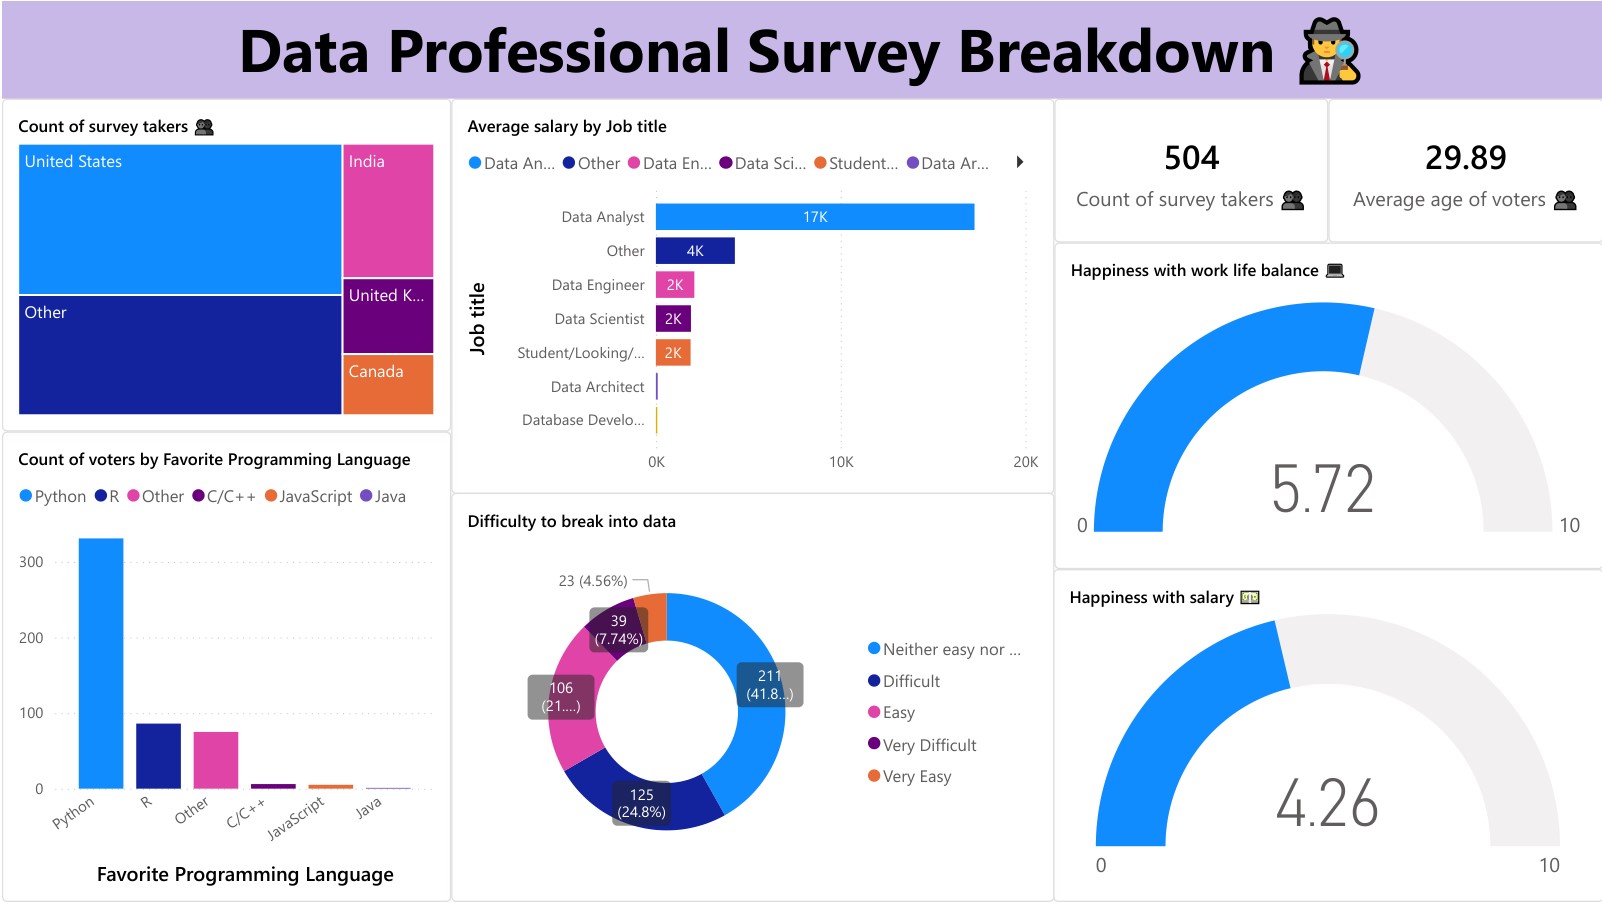 Data Professional Survey Breakdown
Count of survey takers
United States
India
United K...
Other
Canada
Average salary by Job title
Data An... Other Data En... Data Sci... Student... Data Ar...
Job title
Data Analyst 17K
Other 4K
Data Engineer 2K
Data Scientist 2K
Student/Looking/... 2K
Data Architect
Database Develo...
0K 10K 20K
504
Count of survey takers
29.89
Average age of voters
Happiness with work life balance
5.72
0 10
Count of voters by Favorite Programming Language
Python R Other C/C++ JavaScript Java
300
200
100
0
Python R Other C/C++ JavaScript Java
Favorite Programming Language
Difficulty to break into data
23 (4.56%)
39
(7.74%)
211
(41.8...)
106
(21....)
125
(24.8%)
Neither easy nor ...
Difficult
Easy
Very Difficult
Very Easy
Happiness with salary
4.26
0 10